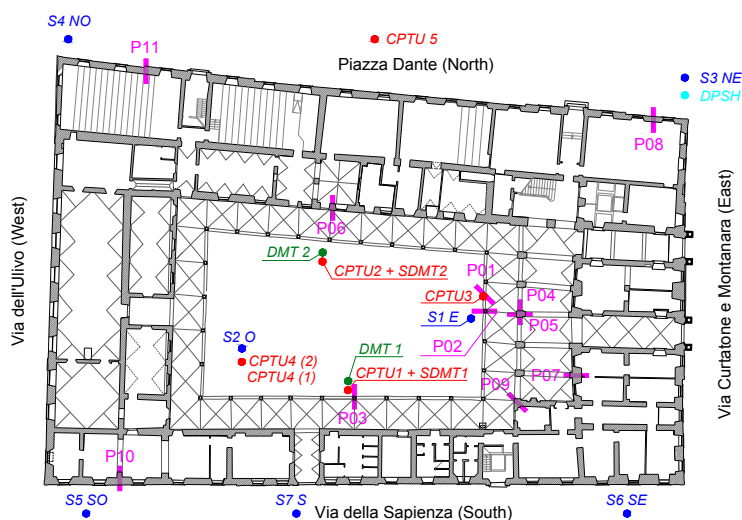 S4 NO
P11
CPTU 5
Piazza Dante (North)
S3 NE
DPSH
P08
P06
DMT 2
CPTU2 + SDMT2
P01
CPTU3
P04
S1 E
P05
P02
Via dell'Ulivo (West)
Via Curtatone e Montanara (East)
S2 O
DMT 1
CPTU4 (2)
CPTU1 + SDMT1
CPTU4 (1)
P07
P09
P03
P10
S5 SO
S7 S
Via della Sapienza (South)
S6 SE